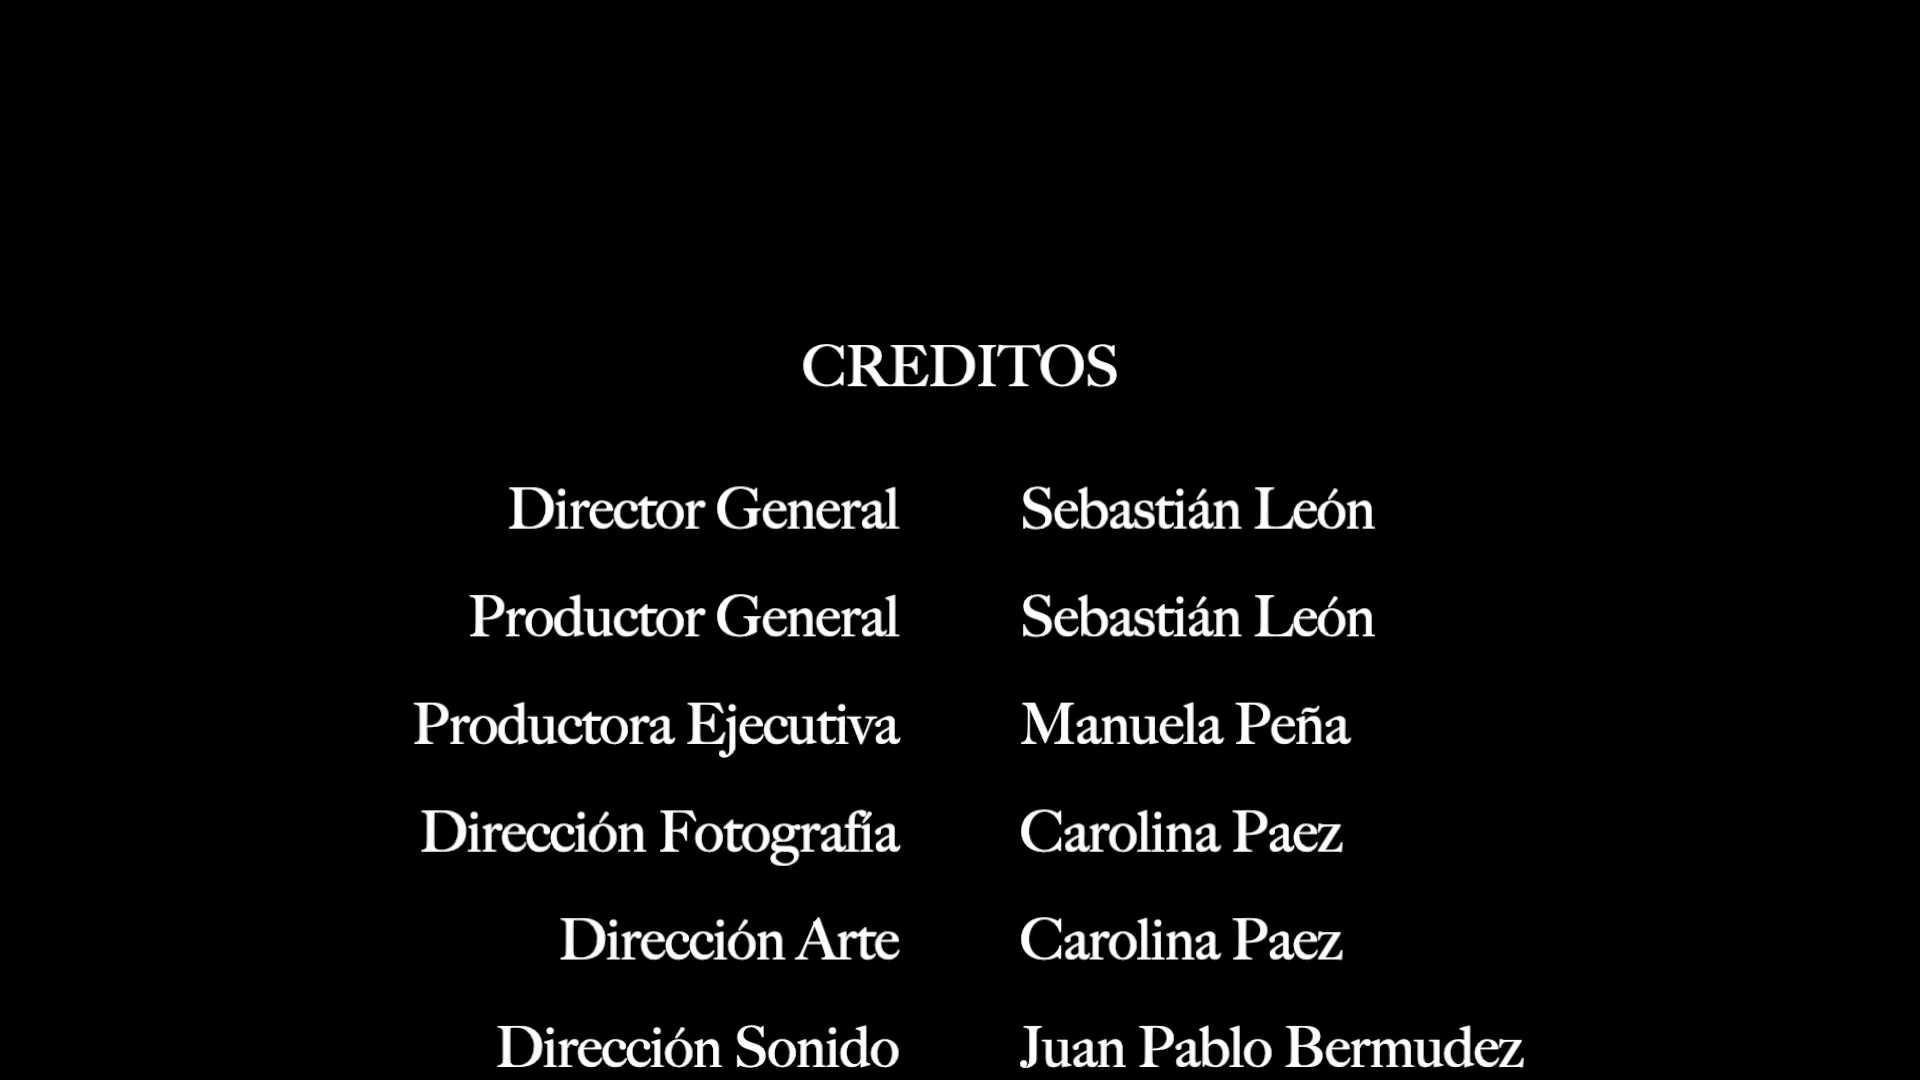 CREDITOS
Director General Sebastián León
Productor General Sebastián León
Productora Ejecutiva Manuela Peña
Dirección Fotografía Carolina Paez
Dirección Arte Carolina Paez
Dirección Sonido Juan Pablo Bermudez